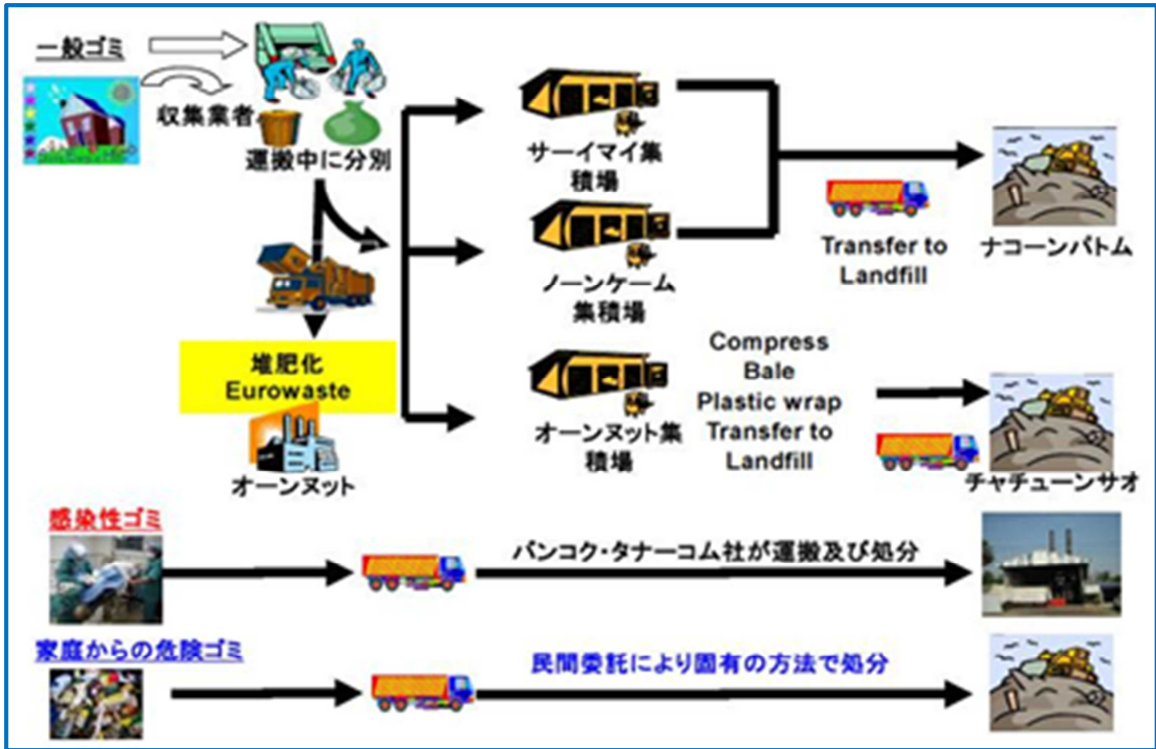 一般ゴミ
収集業者
運搬中に分別
堆肥化
Eurowaste
オーンヌット
サーイマイ集
積場
ノーンケーム
集積場
オーンヌット集
積場
Transfer to
Landfill
ナコーンパトム
Compress
Bale
Plastic wrap
Transfer to
Landfill
チャチューンサオ
感染性ゴミ
バンコク・タナーコム社が運搬及び処分
家庭からの危険ゴミ
民間委託により固有の方法で処分